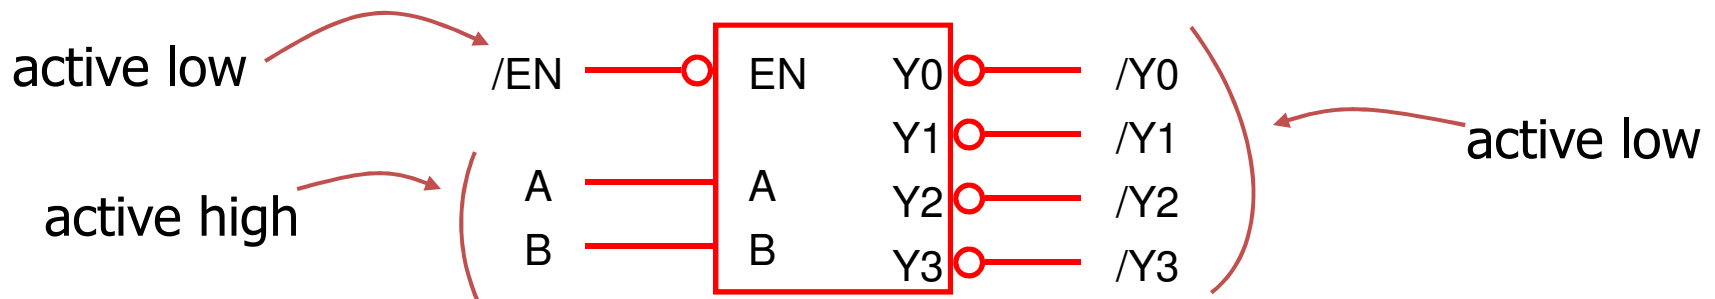 active low
/EN
EN
Y0
/Y0
Y1
/Y1
active low
A
A
Y2
/Y2
active high
B
B
Y3
/Y3